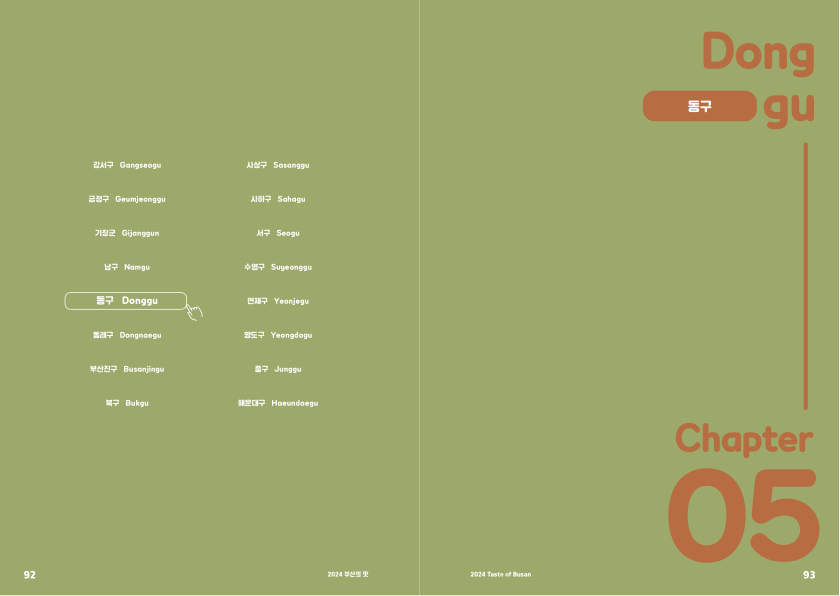 강서구 Gangseogu
금정구 Geumjeonggu
기장군 Gijanggun
남구 Namgu
동구 Donggu
동래구 Dongnaegu
부산진구 Busanjingu
북구 Bukgu
사상구 Sasanggu
사하구 Sahagu
서구 Seogu
수영구 Suyeonggu
연제구 Yeonjegu
영도구 Yeongdogu
중구 Junggu
해운대구 Haeundaegu
92
2024 부산의 맛
Dong
동구 gu
Chapter
05
2024 Taste of Busan
93